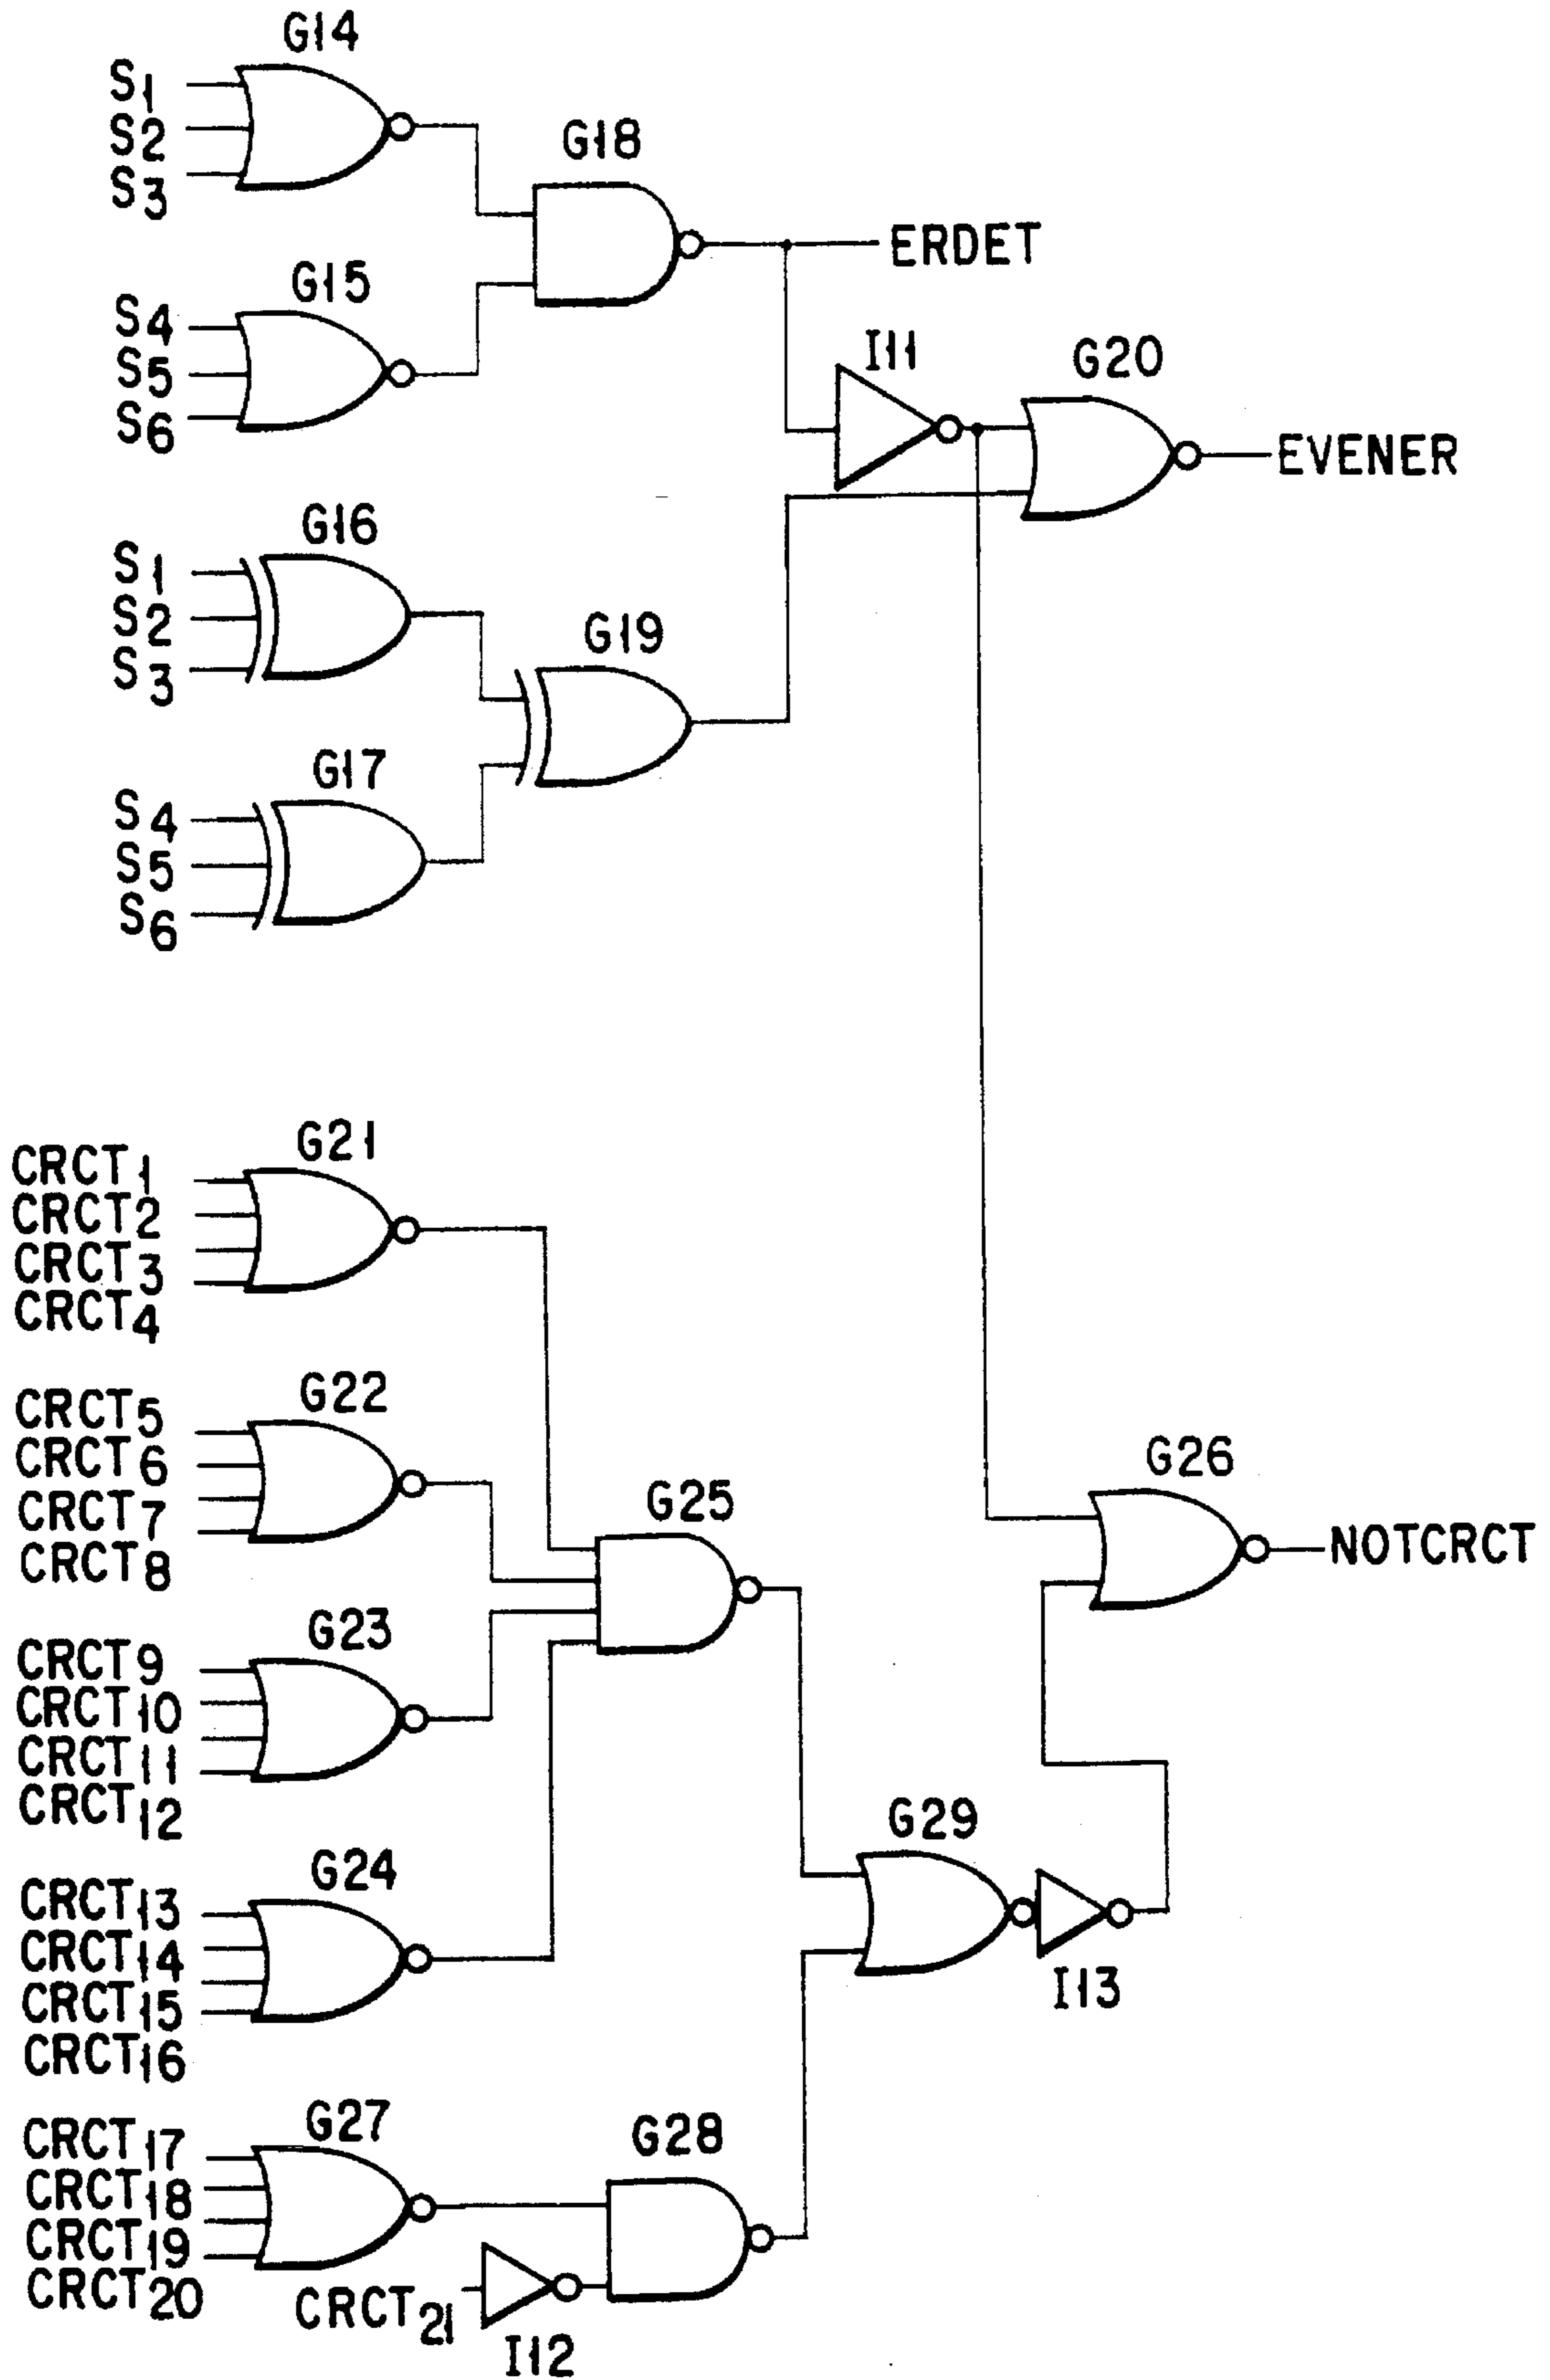 G14
S1
S2
S3
G18
ERDET
G15
S4
S5
S6
I11
G20
EVENER
G16
S1
S2
S3
G19
G17
S4
S5
S6
G21
CRCT1
CRCT2
CRCT3
CRCT4
G22
CRCT5
CRCT6
CRCT7
CRCT8
G25
G26
NOTCRCT
G23
CRCT9
CRCT10
CRCT11
CRCT12
G29
G24
CRCT13
CRCT14
CRCT15
CRCT16
I13
G27
CRCT17
CRCT18
CRCT19
CRCT20
G28
CRCT21
I12